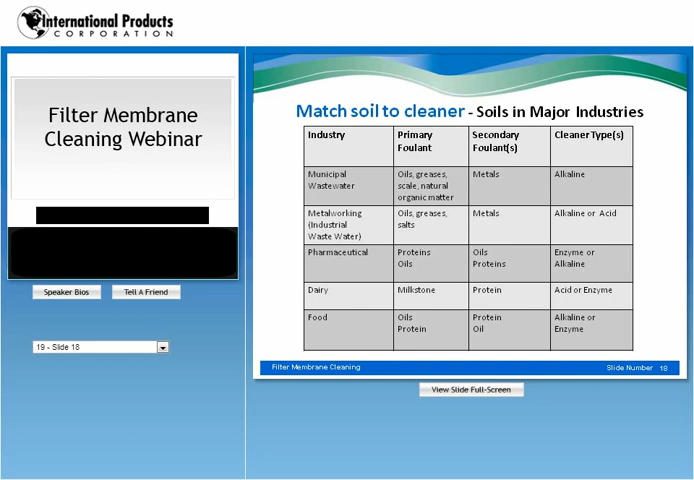 International Products
CORPORATION
Filter Membrane
Cleaning Webinar
Speaker Bios
Tell A Friend
19 - Slide 18
Match soil to cleaner - Soils in Major Industries
Industry
Primary
Foulant
Secondary
Foulant(s)
Cleaner Type(s)
Municipal
Wastewater
Oils, greases,
scale, natural
organic matter
Metals
Alkaline
Metalworking
(Industrial
Waste Water)
Oils, greases,
salts
Metals
Alkaline or Acid
Pharmaceutical
Proteins
Oils
Oils
Proteins
Enzyme or
Alkaline
Dairy
Milkstone
Protein
Acid or Enzyme
Food
Oils
Protein
Protein
Oil
Alkaline or
Enzyme
Filter Membrane Cleaning
Slide Number 18
View Slide Full-Screen